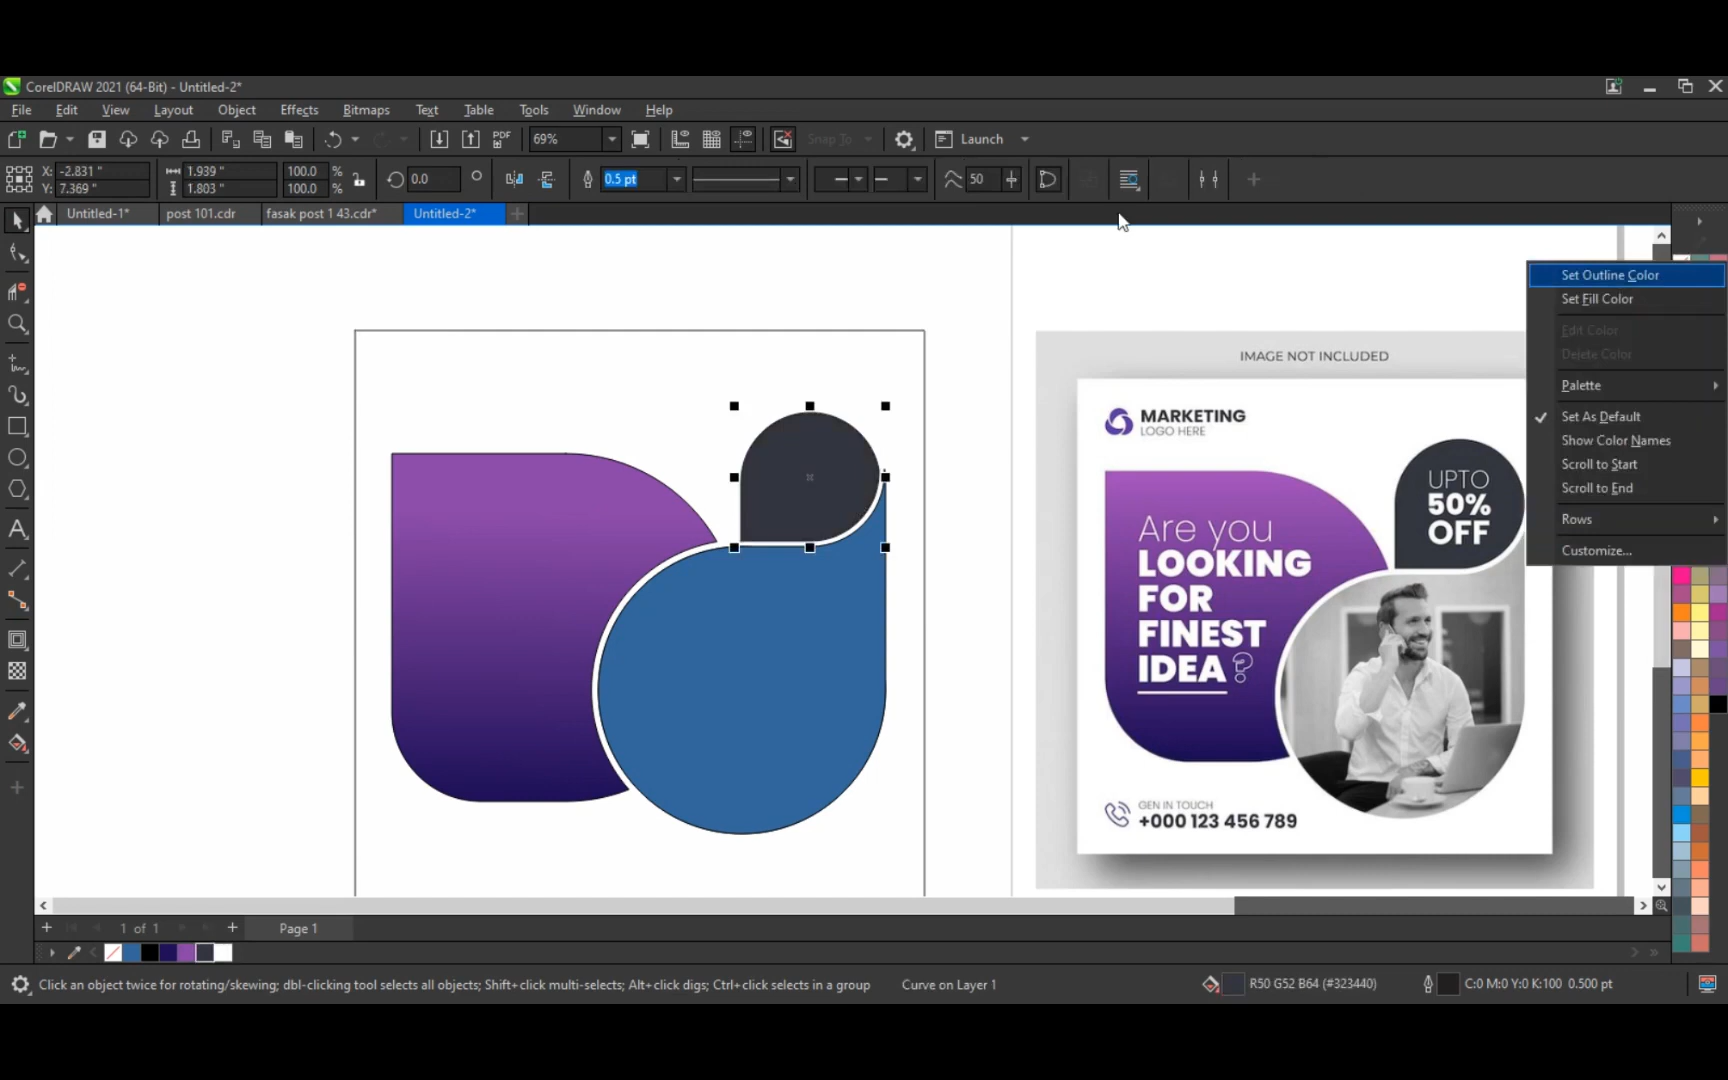 CorelDRAW 2021 (64-Bit) - Untitled-2*
File Edit View Layout Object Effects Bitmaps Text Table Tools Window Help
PDF 69% Snap To Launch
X: -2.831 " 1.939 " 100.0 %
Y: 7.369 " 1.803 " 100.0 %
0.0 0.5 pt 50
Untitled-1* post 101.cdr fasak post 1 43.cdr* Untitled-2*
Set Outline Color
Set Fill Color
Edit Color
Delete Color
Palette
Set As Default
Show Color Names
Scroll to Start
Scroll to End
Rows
Customize...
IMAGE NOT INCLUDED
MARKETING
LOGO HERE
UPTO
50%
OFF
Are you
LOOKING
FOR
FINEST
IDEA?
GEN IN TOUCH
+000 123 456 789
1 of 1 Page 1
Click an object twice for rotating/skewing; dbl-clicking tool selects all objects; Shift+click multi-selects; Alt+click digs; Ctrl+click selects in a group Curve on Layer 1 R50 G52 B64 (#323440) C:0 M:0 Y:0 K:100 0.500 pt